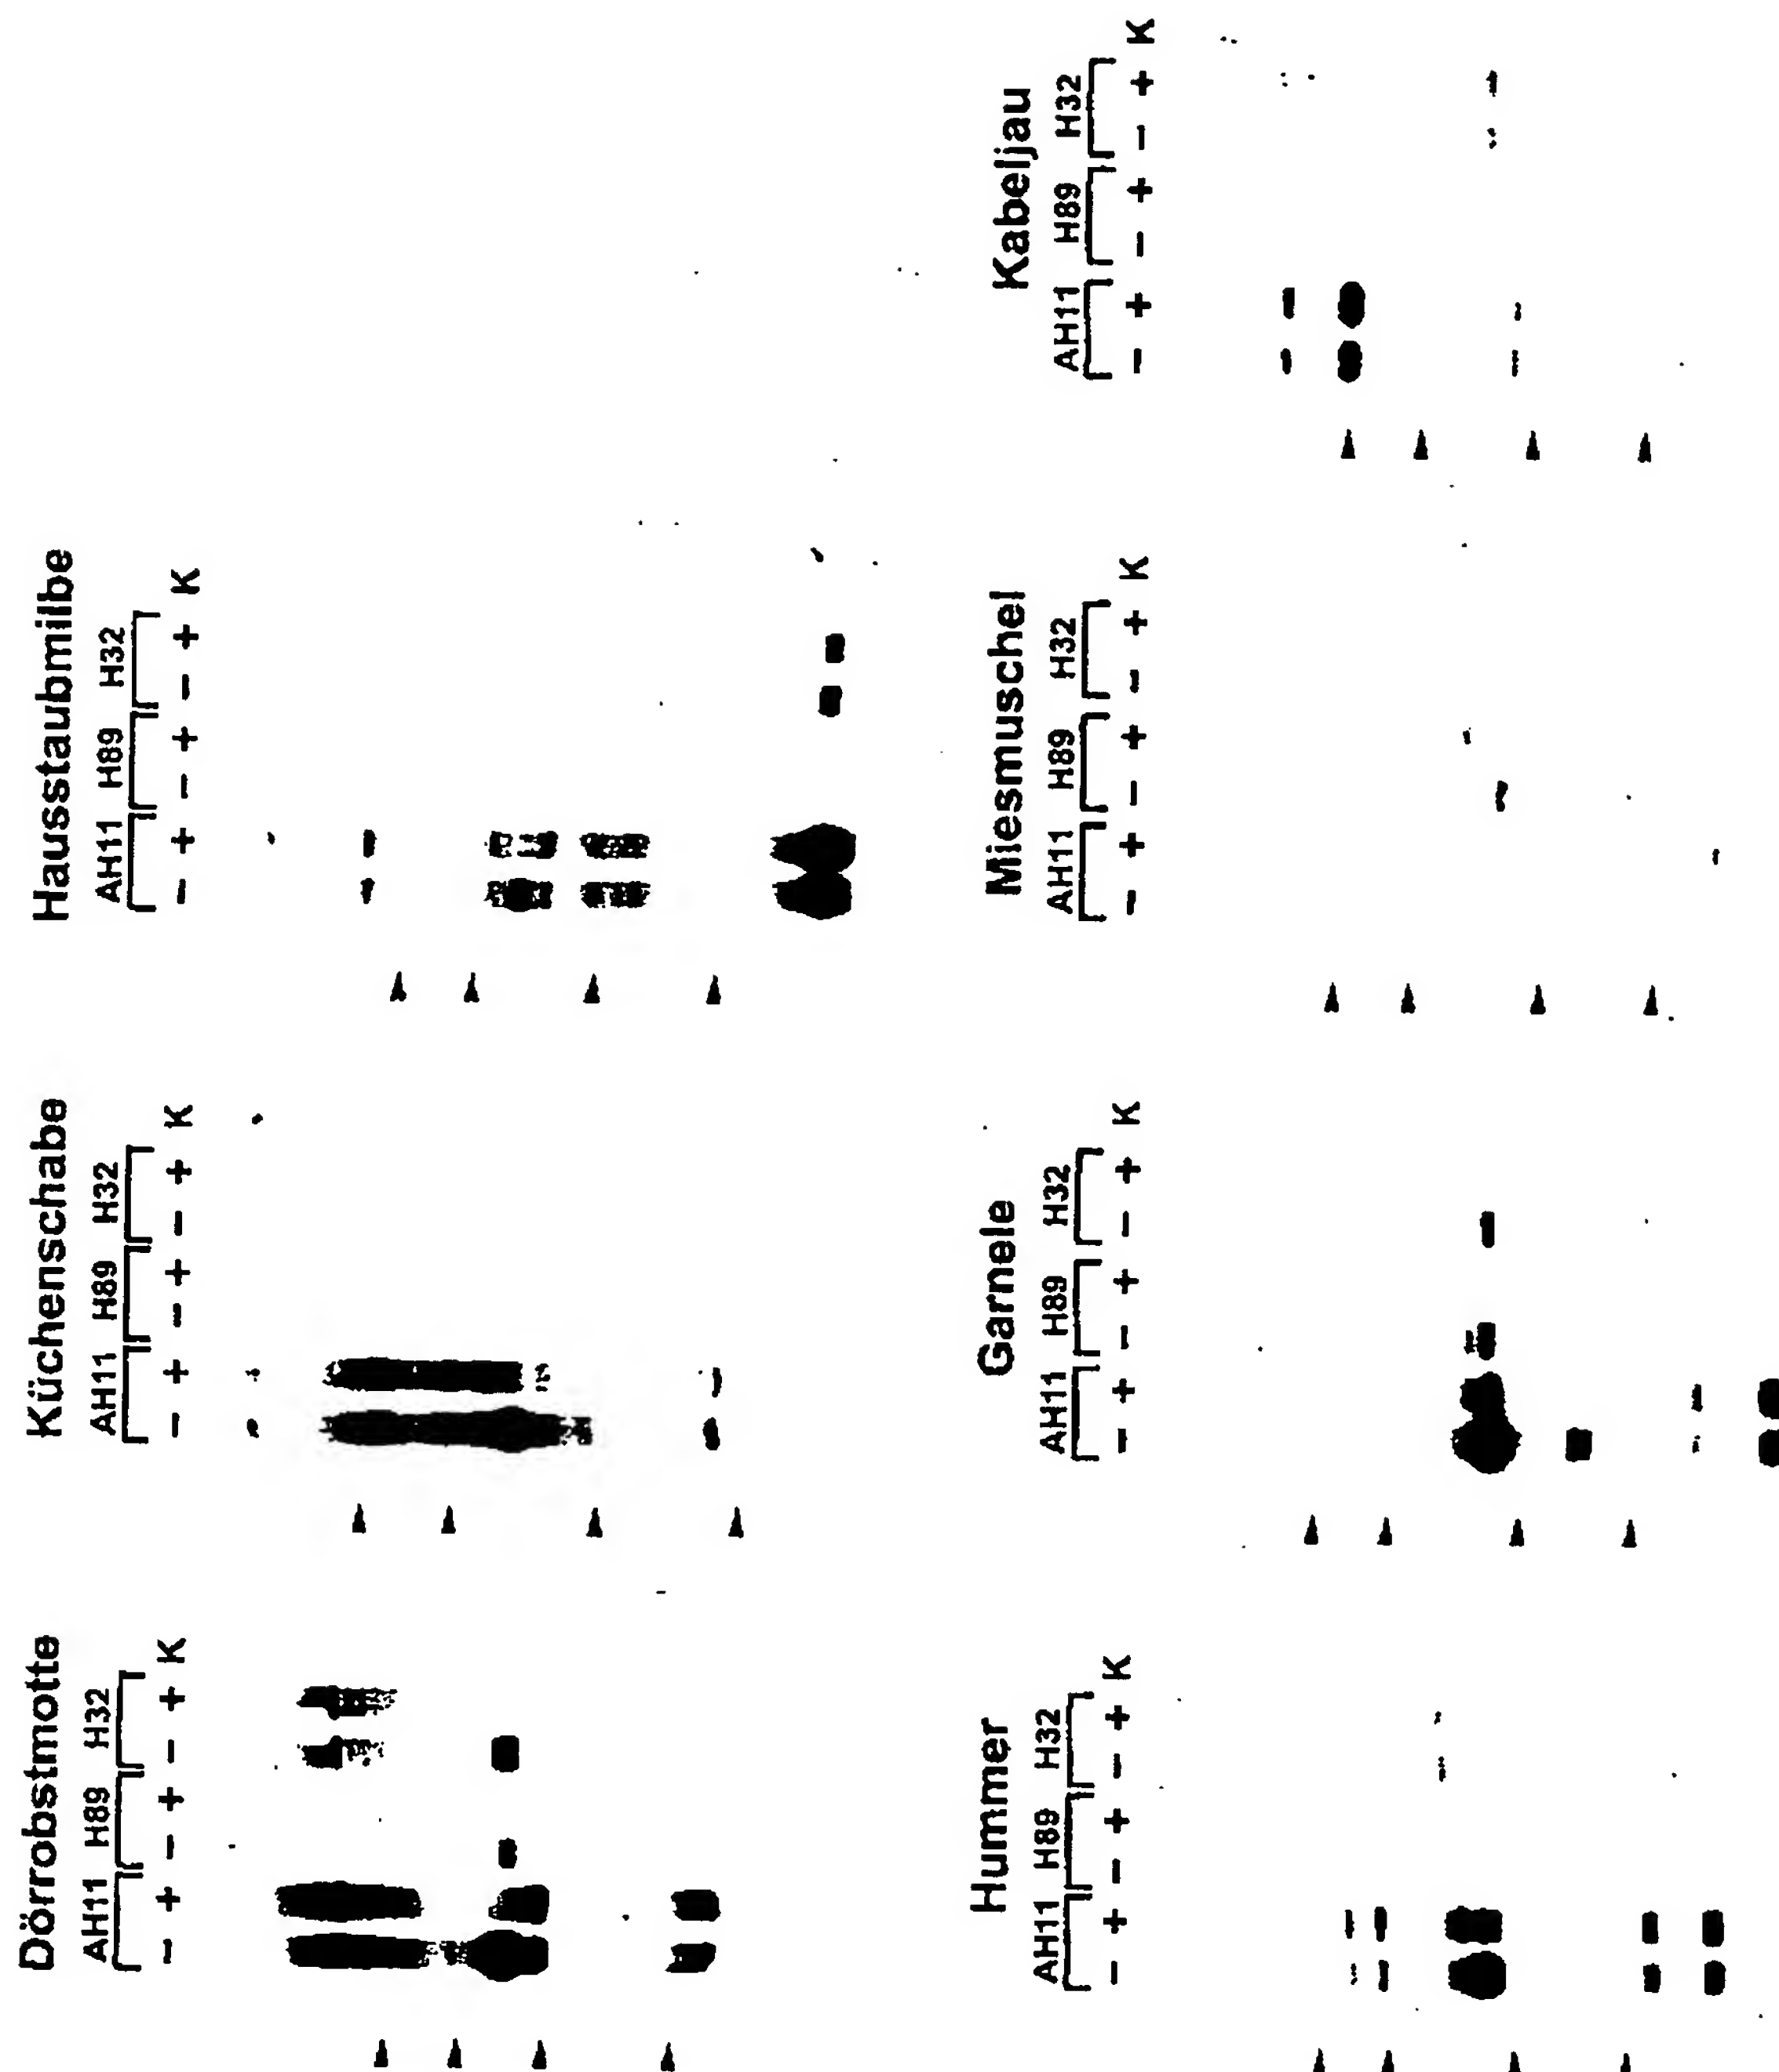 Dörrobstmotte
AH11 H89 H32
− + − + − + K
Küchenschabe
AH11 H89 H32
− + − + − + K
Hausstaubmilbe
AH11 H89 H32
− + − + − + K
Hummer
AH11 H89 H32
− + − + − + K
Garnele
AH11 H89 H32
− + − + − + K
Miesmuschel
AH11 H89 H32
− + − + − + K
Kabeljau
AH11 H89 H32
− + − + − + K